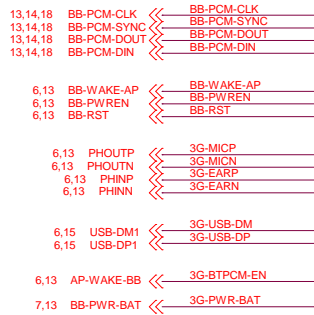 13,14,18 BB-PCM-CLK BB-PCM-CLK
13,14,18 BB-PCM-SYNC BB-PCM-SYNC
13,14,18 BB-PCM-DOUT BB-PCM-DOUT
13,14,18 BB-PCM-DIN BB-PCM-DIN
6,13 BB-WAKE-AP BB-WAKE-AP
6,13 BB-PWREN BB-PWREN
6,13 BB-RST BB-RST
6,13 PHOUTP 3G-MICP
6,13 PHOUTN 3G-MICN
6,13 PHINP 3G-EARP
6,13 PHINN 3G-EARN
6,15 USB-DM1 3G-USB-DM
6,15 USB-DP1 3G-USB-DP
6,13 AP-WAKE-BB 3G-BTPCM-EN
7,13 BB-PWR-BAT 3G-PWR-BAT